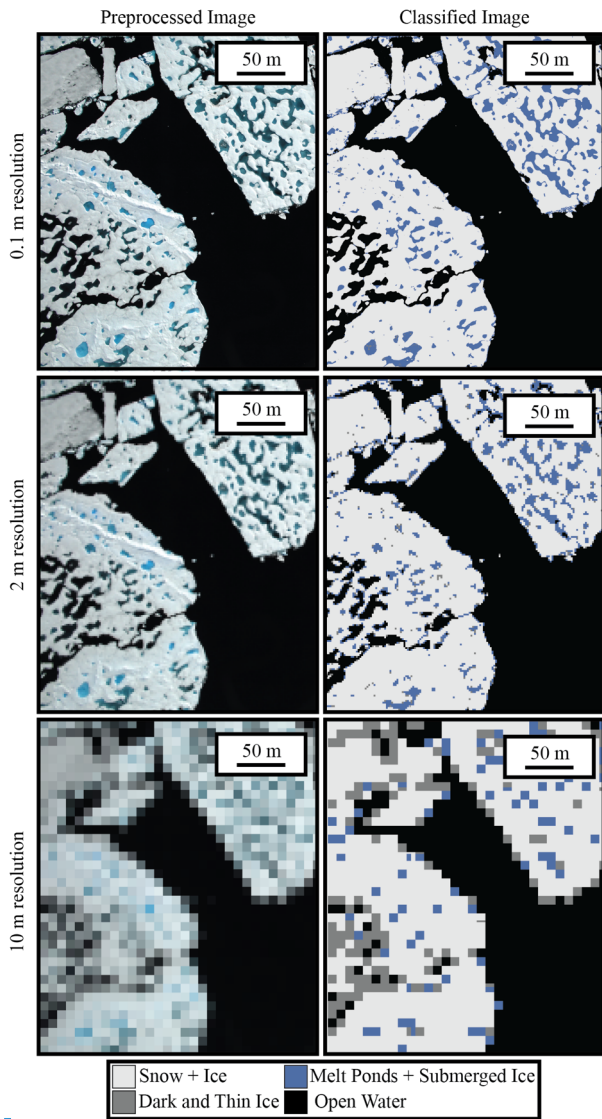 Preprocessed Image
Classified Image
0.1 m resolution
50 m
50 m
2 m resolution
50 m
50 m
10 m resolution
50 m
50 m
Snow + Ice
Melt Ponds + Submerged Ice
Dark and Thin Ice
Open Water